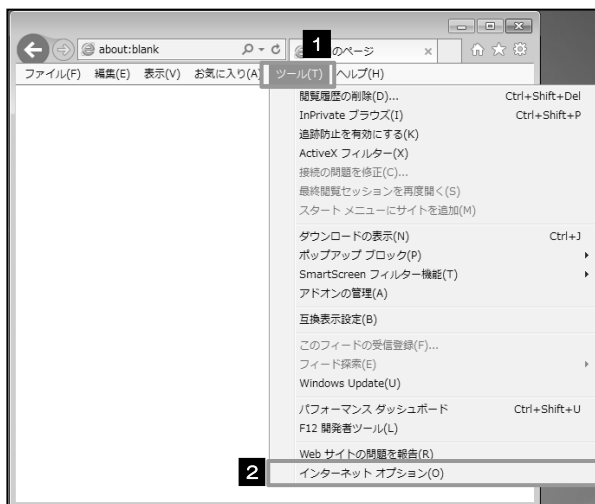 1
about:blank
のページ
ファイル(F) 編集(E) 表示(V) お気に入り(A) ツール(T) ヘルプ(H)
閲覧履歴の削除(D)... Ctrl+Shift+Del
InPrivate ブラウズ(I) Ctrl+Shift+P
追跡防止を有効にする(K)
ActiveX フィルター(X)
接続の問題を修正(C)...
最終閲覧セッションを再度開く(S)
スタート メニューにサイトを追加(M)
ダウンロードの表示(N) Ctrl+J
ポップアップ ブロック(P)
SmartScreen フィルター機能(T)
アドオンの管理(A)
互換表示設定(B)
このフィードの受信登録(F)...
フィード探索(E)
Windows Update(U)
パフォーマンス ダッシュボード Ctrl+Shift+U
F12 開発者ツール(L)
Web サイトの問題を報告(R)
2 インターネット オプション(O)